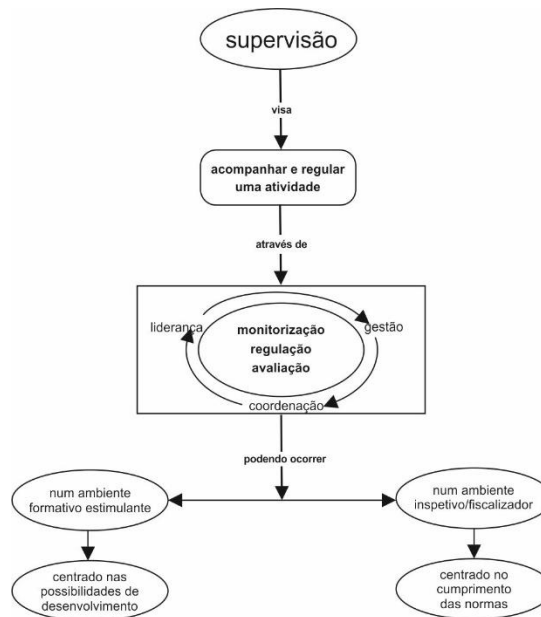 supervisão
visa
acompanhar e regular
uma atividade
através de
liderança
gestão
monitorização
regulação
avaliação
coordenação
podendo ocorrer
num ambiente
formativo estimulante
num ambiente
inspetivo/fiscalizador
centrado nas
possibilidades de
desenvolvimento
centrado no
cumprimento
das normas